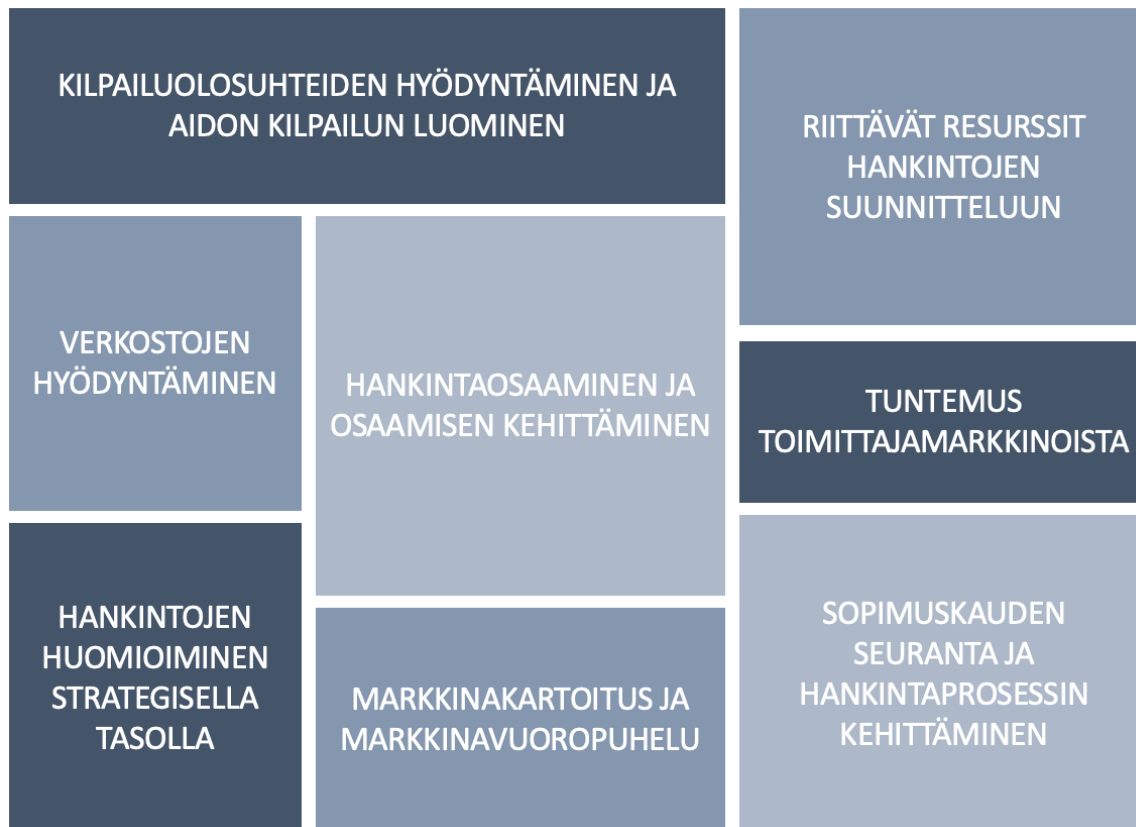 KILPAILUOLOSUHTEIDEN HYÖDYNTÄMINEN JA
AIDON KILPAILUN LUOMINEN
RIITTÄVÄT RESURSSIT
HANKINTOJEN
SUUNNITTELUUN
VERKOSTOJEN
HYÖDYNTÄMINEN
HANKINTAOSAAMINEN JA
OSAAMISEN KEHITTÄMINEN
TUNTEMUS
TOIMITTAJAMARKKINOISTA
HANKINTOJEN
HUOMIOIMINEN
STRATEGISELLA
TASOLLA
MARKKINAKARTOITUS JA
MARKKINAVUOROPUHELU
SOPIMUSKAUDEN
SEURANTA JA
HANKINTAPROSESSIN
KEHITTÄMINEN